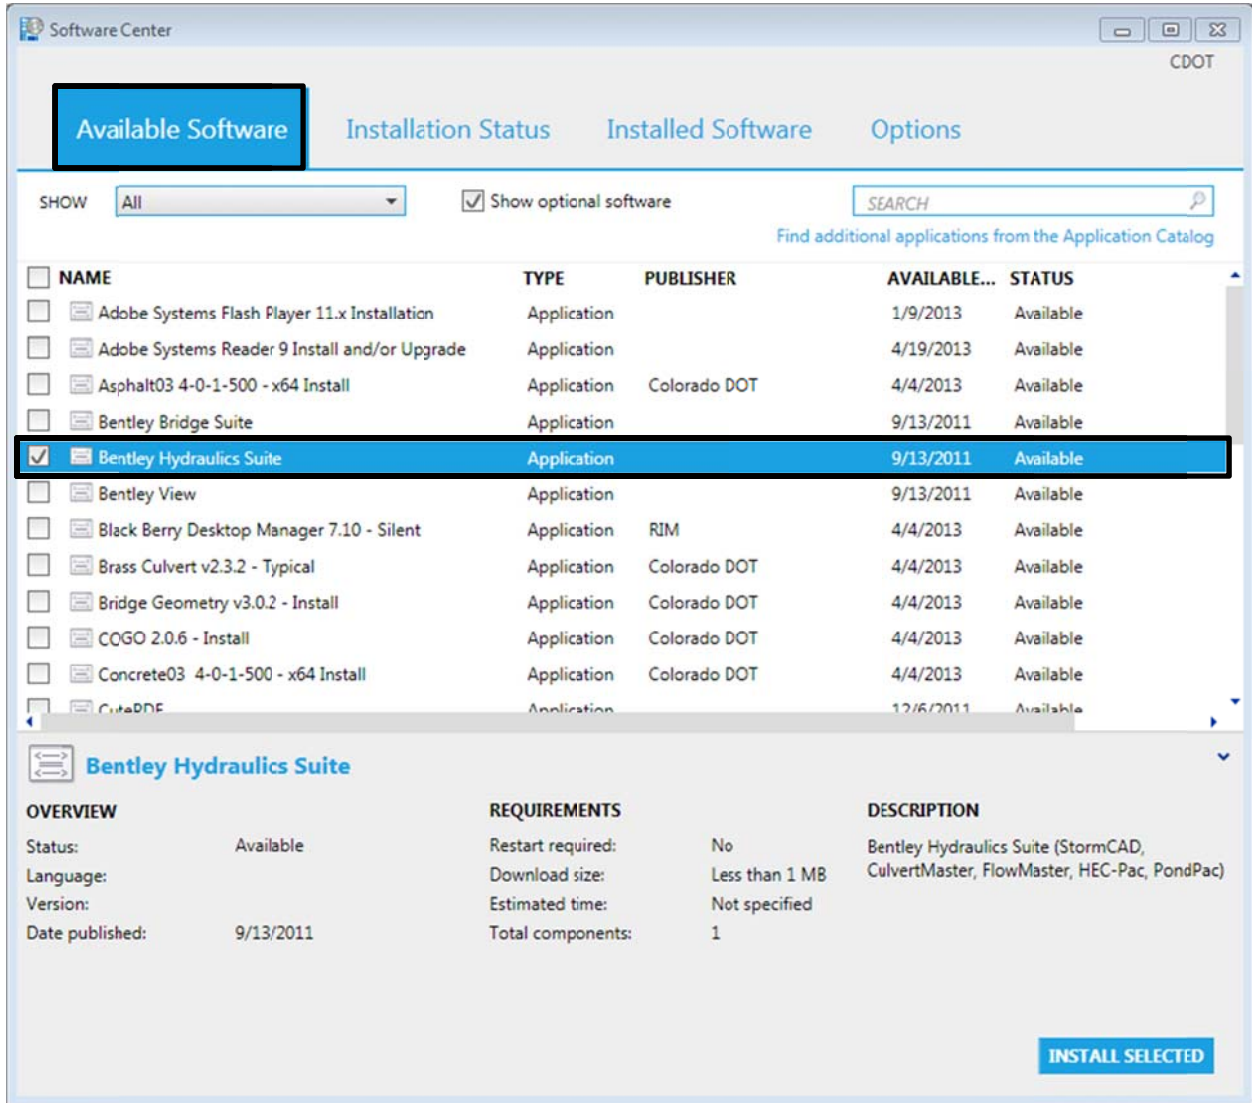 Software Center
CDOT
Available Software Installation Status Installed Software Options
SHOW All Show optional software SEARCH
Find additional applications from the Application Catalog
NAME TYPE PUBLISHER AVAILABLE... STATUS
Adobe Systems Flash Player 11.x Installation Application 1/9/2013 Available
Adobe Systems Reader 9 Install and/or Upgrade Application 4/19/2013 Available
Asphalt03 4-0-1-500 - x64 Install Application Colorado DOT 4/4/2013 Available
Bentley Bridge Suite Application 9/13/2011 Available
Bentley Hydraulics Suite Application 9/13/2011 Available
Bentley View Application 9/13/2011 Available
Black Berry Desktop Manager 7.10 - Silent Application RIM 4/4/2013 Available
Brass Culvert v2.3.2 - Typical Application Colorado DOT 4/4/2013 Available
Bridge Geometry v3.0.2 - Install Application Colorado DOT 4/4/2013 Available
COGO 2.0.6 - Install Application Colorado DOT 4/4/2013 Available
Concrete03 4-0-1-500 - x64 Install Application Colorado DOT 4/4/2013 Available
CutePDF Application 12/6/2011 Available
Bentley Hydraulics Suite
OVERVIEW
Status: Available
Language:
Version:
Date published: 9/13/2011
REQUIREMENTS
Restart required: No
Download size: Less than 1 MB
Estimated time: Not specified
Total components: 1
DESCRIPTION
Bentley Hydraulics Suite (StormCAD,
CulvertMaster, FlowMaster, HEC-Pac, PondPac)
INSTALL SELECTED